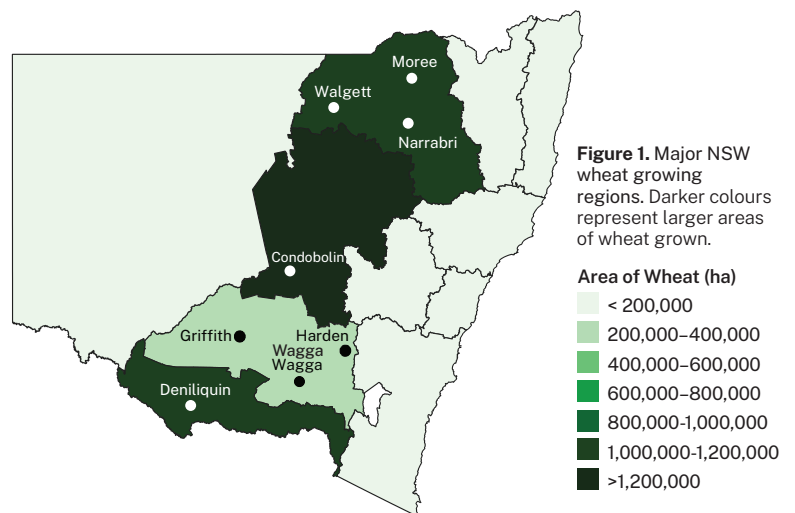 Moree
Walgett
Narrabri
Condobolin
Griffith
Harden
Wagga
Wagga
Deniliquin
Figure 1. Major NSW
wheat growing
regions. Darker colours
represent larger areas
of wheat grown.
Area of Wheat (ha)
< 200,000
200,000–400,000
400,000–600,000
600,000–800,000
800,000-1,000,000
1,000,000-1,200,000
>1,200,000